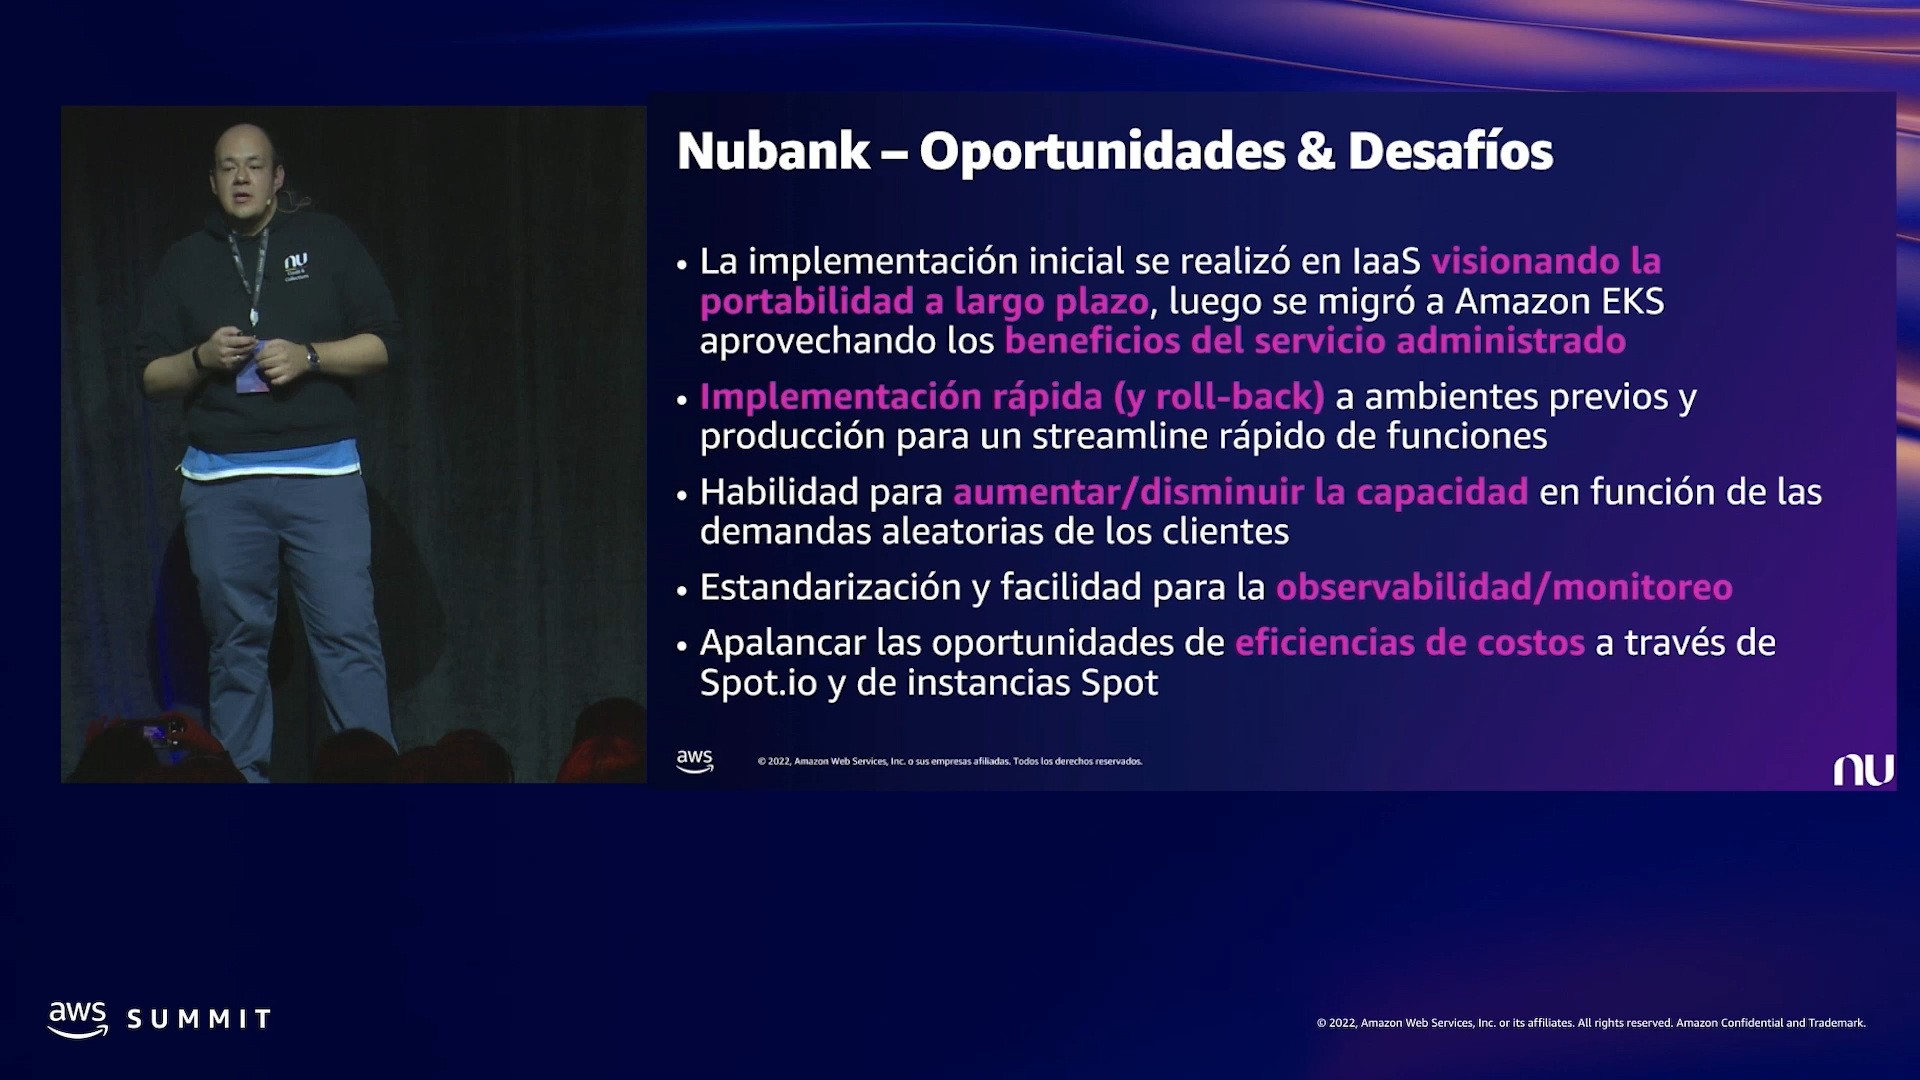 Nubank – Oportunidades & Desafíos
• La implementación inicial se realizó en IaaS visionando la
portabilidad a largo plazo, luego se migró a Amazon EKS
aprovechando los beneficios del servicio administrado
• Implementación rápida (y roll-back) a ambientes previos y
producción para un streamline rápido de funciones
• Habilidad para aumentar/disminuir la capacidad en función de las
demandas aleatorias de los clientes
• Estandarización y facilidad para la observabilidad/monitoreo
• Apalancar las oportunidades de eficiencias de costos a través de
Spot.io y de instancias Spot
aws
© 2022, Amazon Web Services, Inc. o sus empresas afiliadas. Todos los derechos reservados.
nu
nu
aws SUMMIT
© 2022, Amazon Web Services, Inc. or its affiliates. All rights reserved. Amazon Confidential and Trademark.